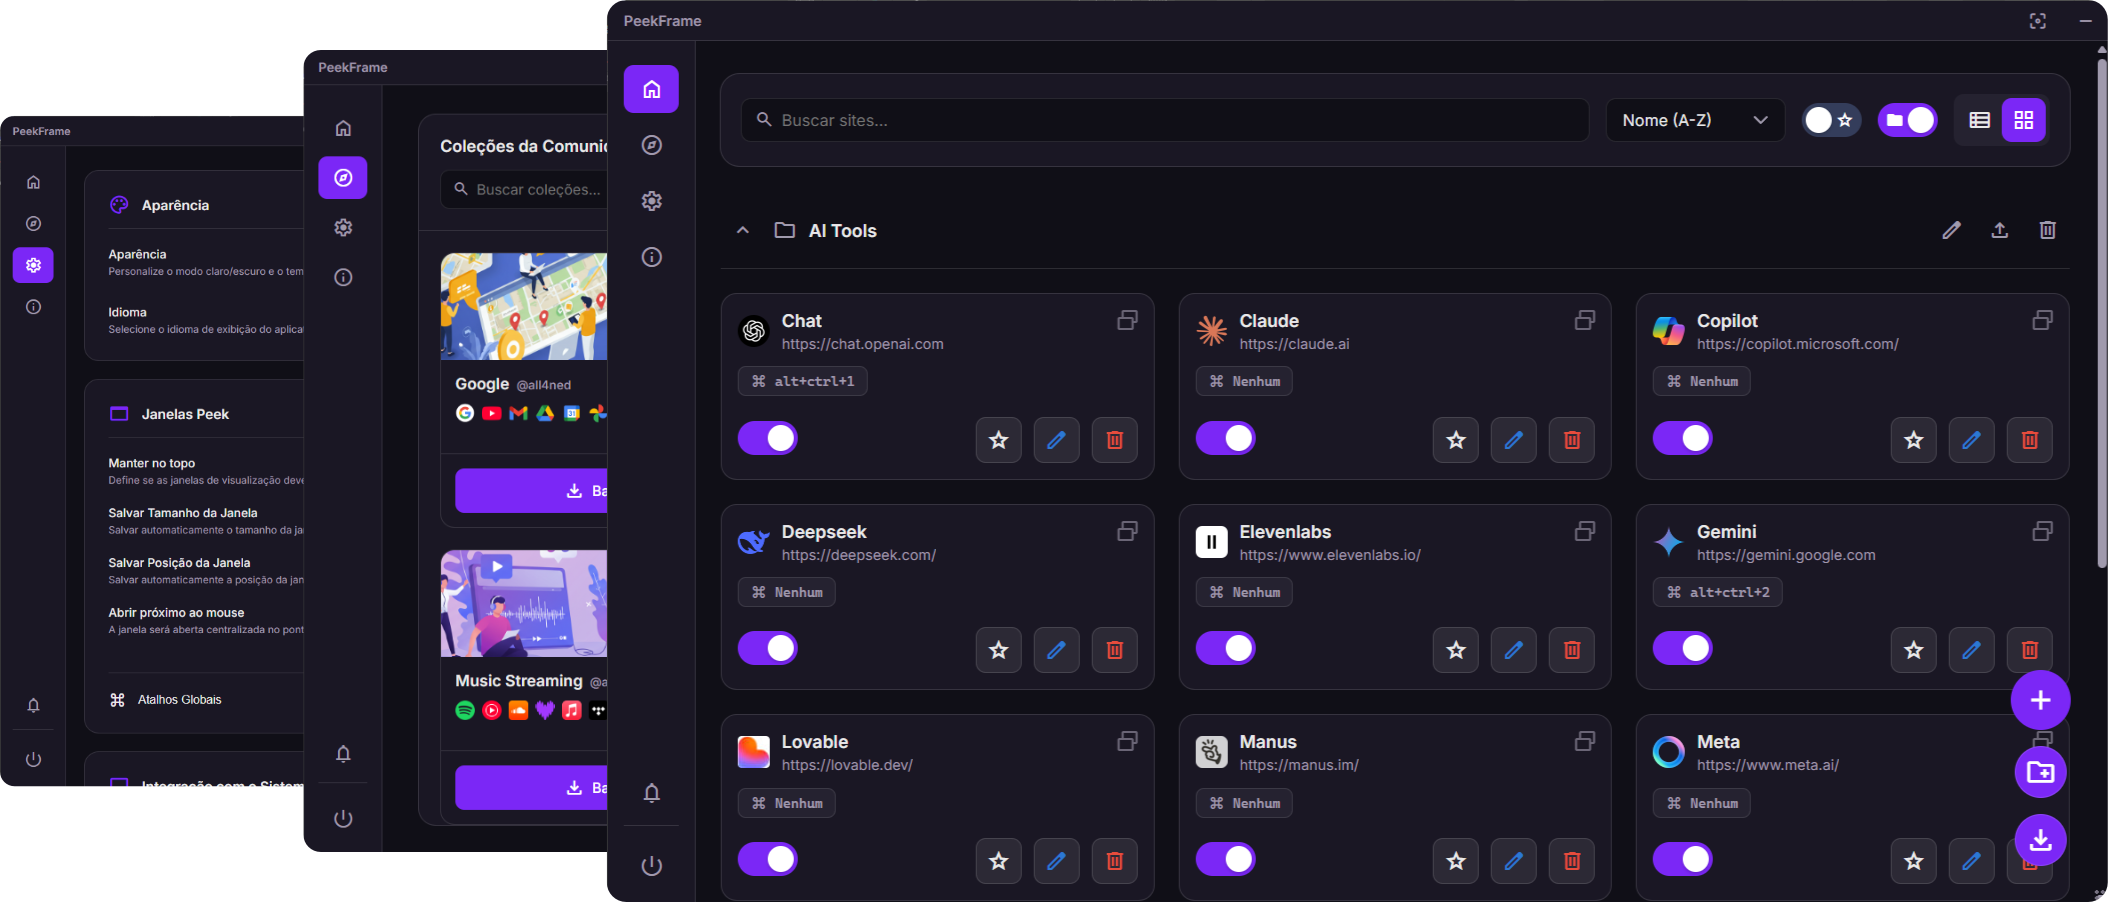 PeekFrame
Aparência
Aparência
Personalize o modo claro/escuro e o tem
Idioma
Selecione o idioma de exibição do aplicat
Janelas Peek
Manter no topo
Define se as janelas de visualização deve
Salvar Tamanho da Janela
Salvar automaticamente o tamanho da ja
Salvar Posição da Janela
Salvar automaticamente a posição da jan
Abrir próximo ao mouse
A janela será aberta centralizada no pont
Atalhos Globais
Integração com o Sistem
PeekFrame
Coleções da Comunic
Buscar coleções...
Google @all4ned
Ba
Music Streaming @a
Ba
PeekFrame
Buscar sites...
Nome (A-Z)
AI Tools
Chat
https://chat.openai.com
⌘ alt+ctrl+1
Claude
https://claude.ai
⌘ Nenhum
Copilot
https://copilot.microsoft.com/
⌘ Nenhum
Deepseek
https://deepseek.com/
⌘ Nenhum
Elevenlabs
https://www.elevenlabs.io/
⌘ Nenhum
Gemini
https://gemini.google.com
⌘ alt+ctrl+2
Lovable
https://lovable.dev/
⌘ Nenhum
Manus
https://manus.im/
⌘ Nenhum
Meta
https://www.meta.ai/
⌘ Nenhum